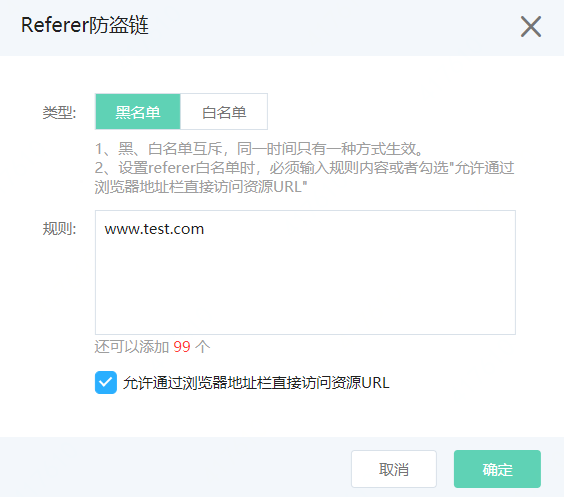 Referer防盗链
类型: 黑名单 白名单
1、黑、白名单互斥，同一时间只有一种方式生效。
2、设置referer白名单时，必须输入规则内容或者勾选"允许通过
浏览器地址栏直接访问资源URL"
规则: www.test.com
还可以添加 99 个
允许通过浏览器地址栏直接访问资源URL
取消 确定